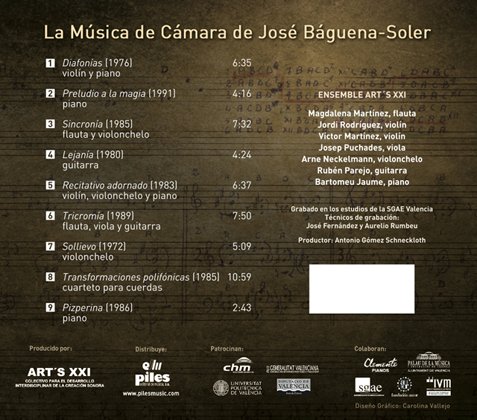 La Música de Cámara de José Báguena-Soler
1 Diafonías (1976) 6:35
violín y piano
2 Preludio a la magia (1991) 4:16
piano
3 Sincronía (1985) 7:32
flauta y violonchelo
4 Lejanía (1980) 4:24
guitarra
5 Recitativo adornado (1983) 6:37
violín, violonchelo y piano
6 Tricromía (1989) 7:50
flauta, viola y guitarra
7 Sollievo (1972) 5:09
violonchelo
8 Transformaciones polifónicas (1985) 10:59
cuarteto para cuerdas
9 Pizperina (1986) 2:43
piano
ENSEMBLE ART´S XXI
Magdalena Martínez, flauta
Jordi Rodríguez, violín
Victor Martínez, violín
Josep Puchades, viola
Arne Neckelmann, violonchelo
Rubén Parejo, guitarra
Bartomeu Jaume, piano
Grabado en los estudios de la SGAE Valencia
Técnicos de grabación:
José Fernández y Aurelio Rumbeu
Productor: Antonio Gómez Schneckloth
Producido por:
ART´S XXI
COLECTIVO PARA EL DESARROLLO
INTERDISCIPLINAR DE LA CREACIÓN SONORA
Distribuye:
piles
www.pilesmusic.com
Patrocinan:
chm
GENERALITAT VALENCIANA
UNIVERSITAT
POLITÈCNICA
DE VALÈNCIA
VALENCIA
Colaboran:
Clemente
PIANOS
PALAU DE LA MÚSICA
sgae
fundación autor
IVM
Diseño Gráfico: Carolina Vallejo